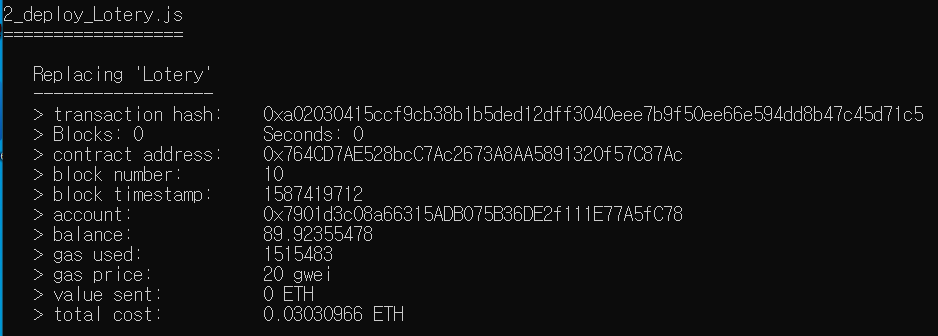 2_deploy_Lotery.js
==================
Replacing 'Lotery'
------------------
> transaction hash: 0xa02030415ccf9cb38b1b5ded12dff3040eee7b9f50ee66e594dd8b47c45d71c5
> Blocks: 0 Seconds: 0
> contract address: 0x764CD7AE528bcC7Ac2673A8AA5891320f57C87Ac
> block number: 10
> block timestamp: 1587419712
> account: 0x7901d3c08a66315ADB075B36DE2f111E77A5fC78
> balance: 89.92355478
> gas used: 1515483
> gas price: 20 gwei
> value sent: 0 ETH
> total cost: 0.03030966 ETH